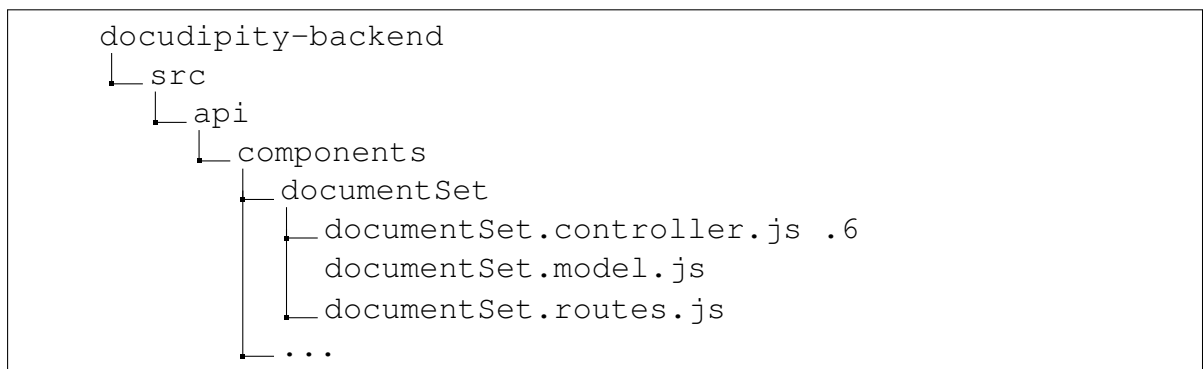 docudipity-backend
src
api
components
documentSet
documentSet.controller.js .6
documentSet.model.js
documentSet.routes.js
...